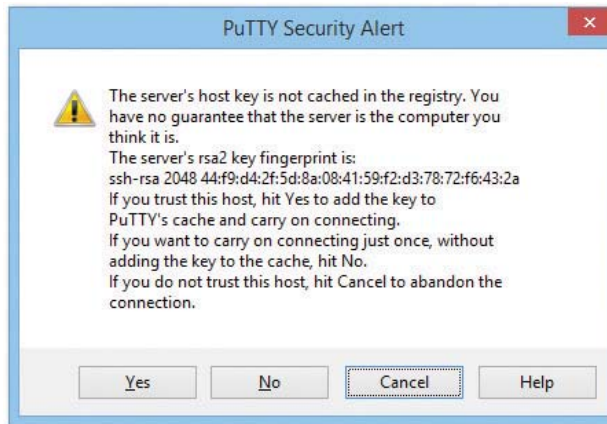 PuTTY Security Alert
The server's host key is not cached in the registry. You
have no guarantee that the server is the computer you
think it is.
The server's rsa2 key fingerprint is:
ssh-rsa 2048 44:f9:d4:2f:5d:8a:08:41:59:f2:d3:78:72:f6:43:2a
If you trust this host, hit Yes to add the key to
PuTTY's cache and carry on connecting.
If you want to carry on connecting just once, without
adding the key to the cache, hit No.
If you do not trust this host, hit Cancel to abandon the
connection.
Yes No Cancel Help